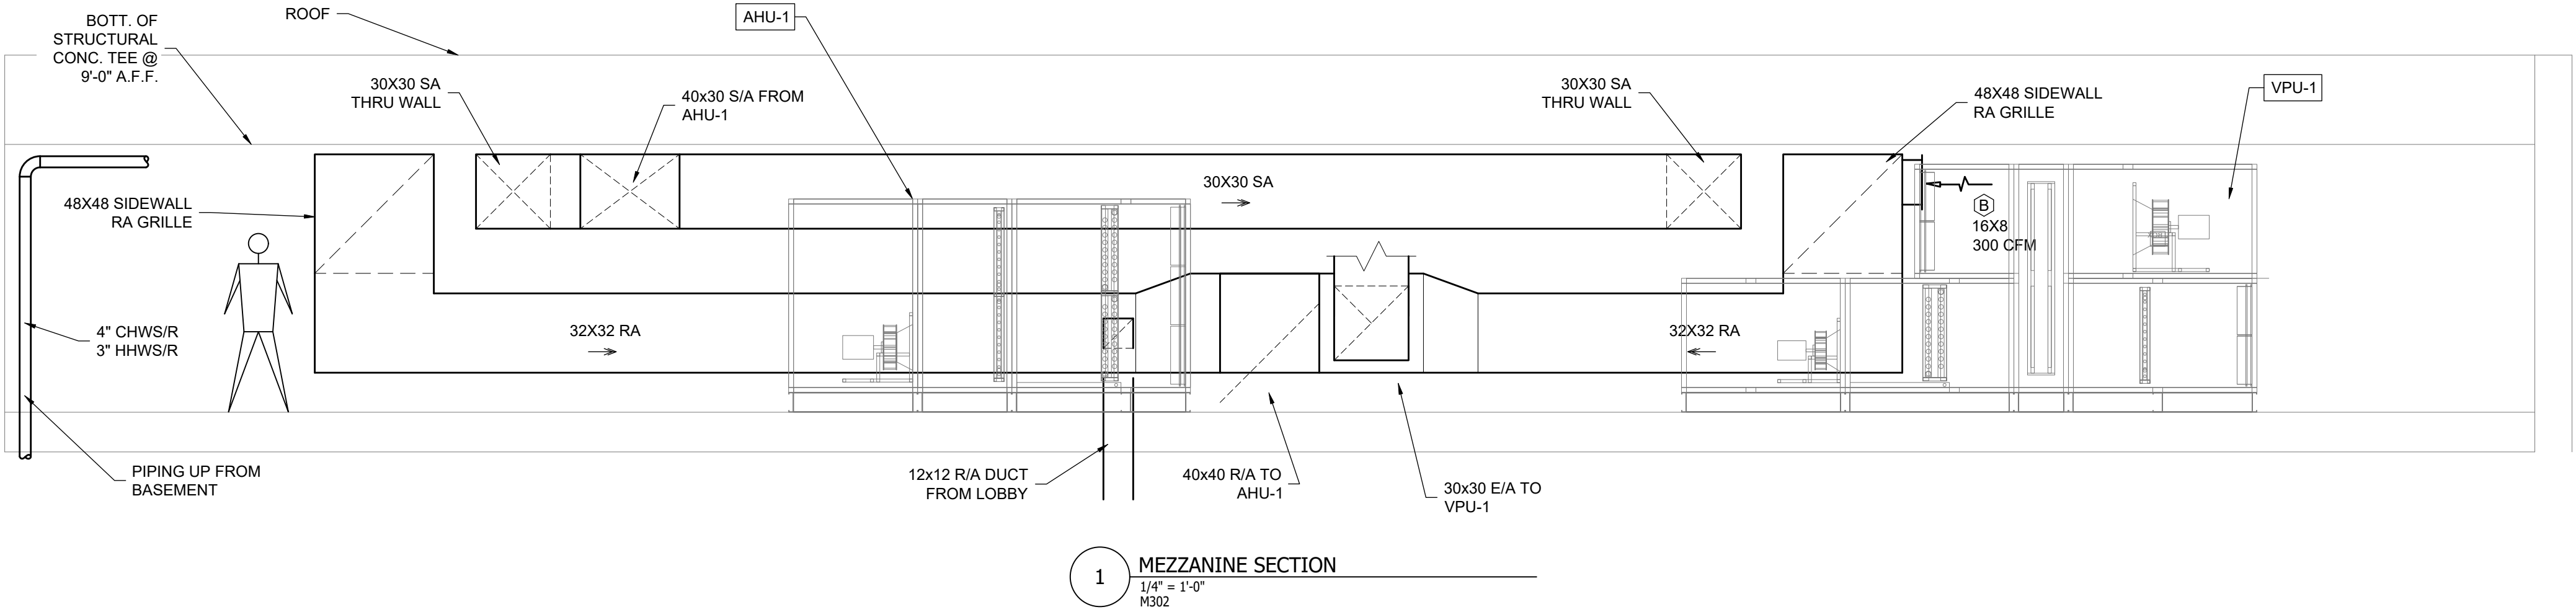 BOTT. OF
STRUCTURAL
CONC. TEE @
9'-0" A.F.F.
ROOF
AHU-1
30X30 SA
THRU WALL
40x30 S/A FROM
AHU-1
30X30 SA
THRU WALL
48X48 SIDEWALL
RA GRILLE
VPU-1
48X48 SIDEWALL
RA GRILLE
30X30 SA
B
16X8
300 CFM
4" CHWS/R
3" HHWS/R
32X32 RA
32X32 RA
PIPING UP FROM
BASEMENT
12x12 R/A DUCT
FROM LOBBY
40x40 R/A TO
AHU-1
30x30 E/A TO
VPU-1
1
MEZZANINE SECTION
1/4" = 1'-0"
M302